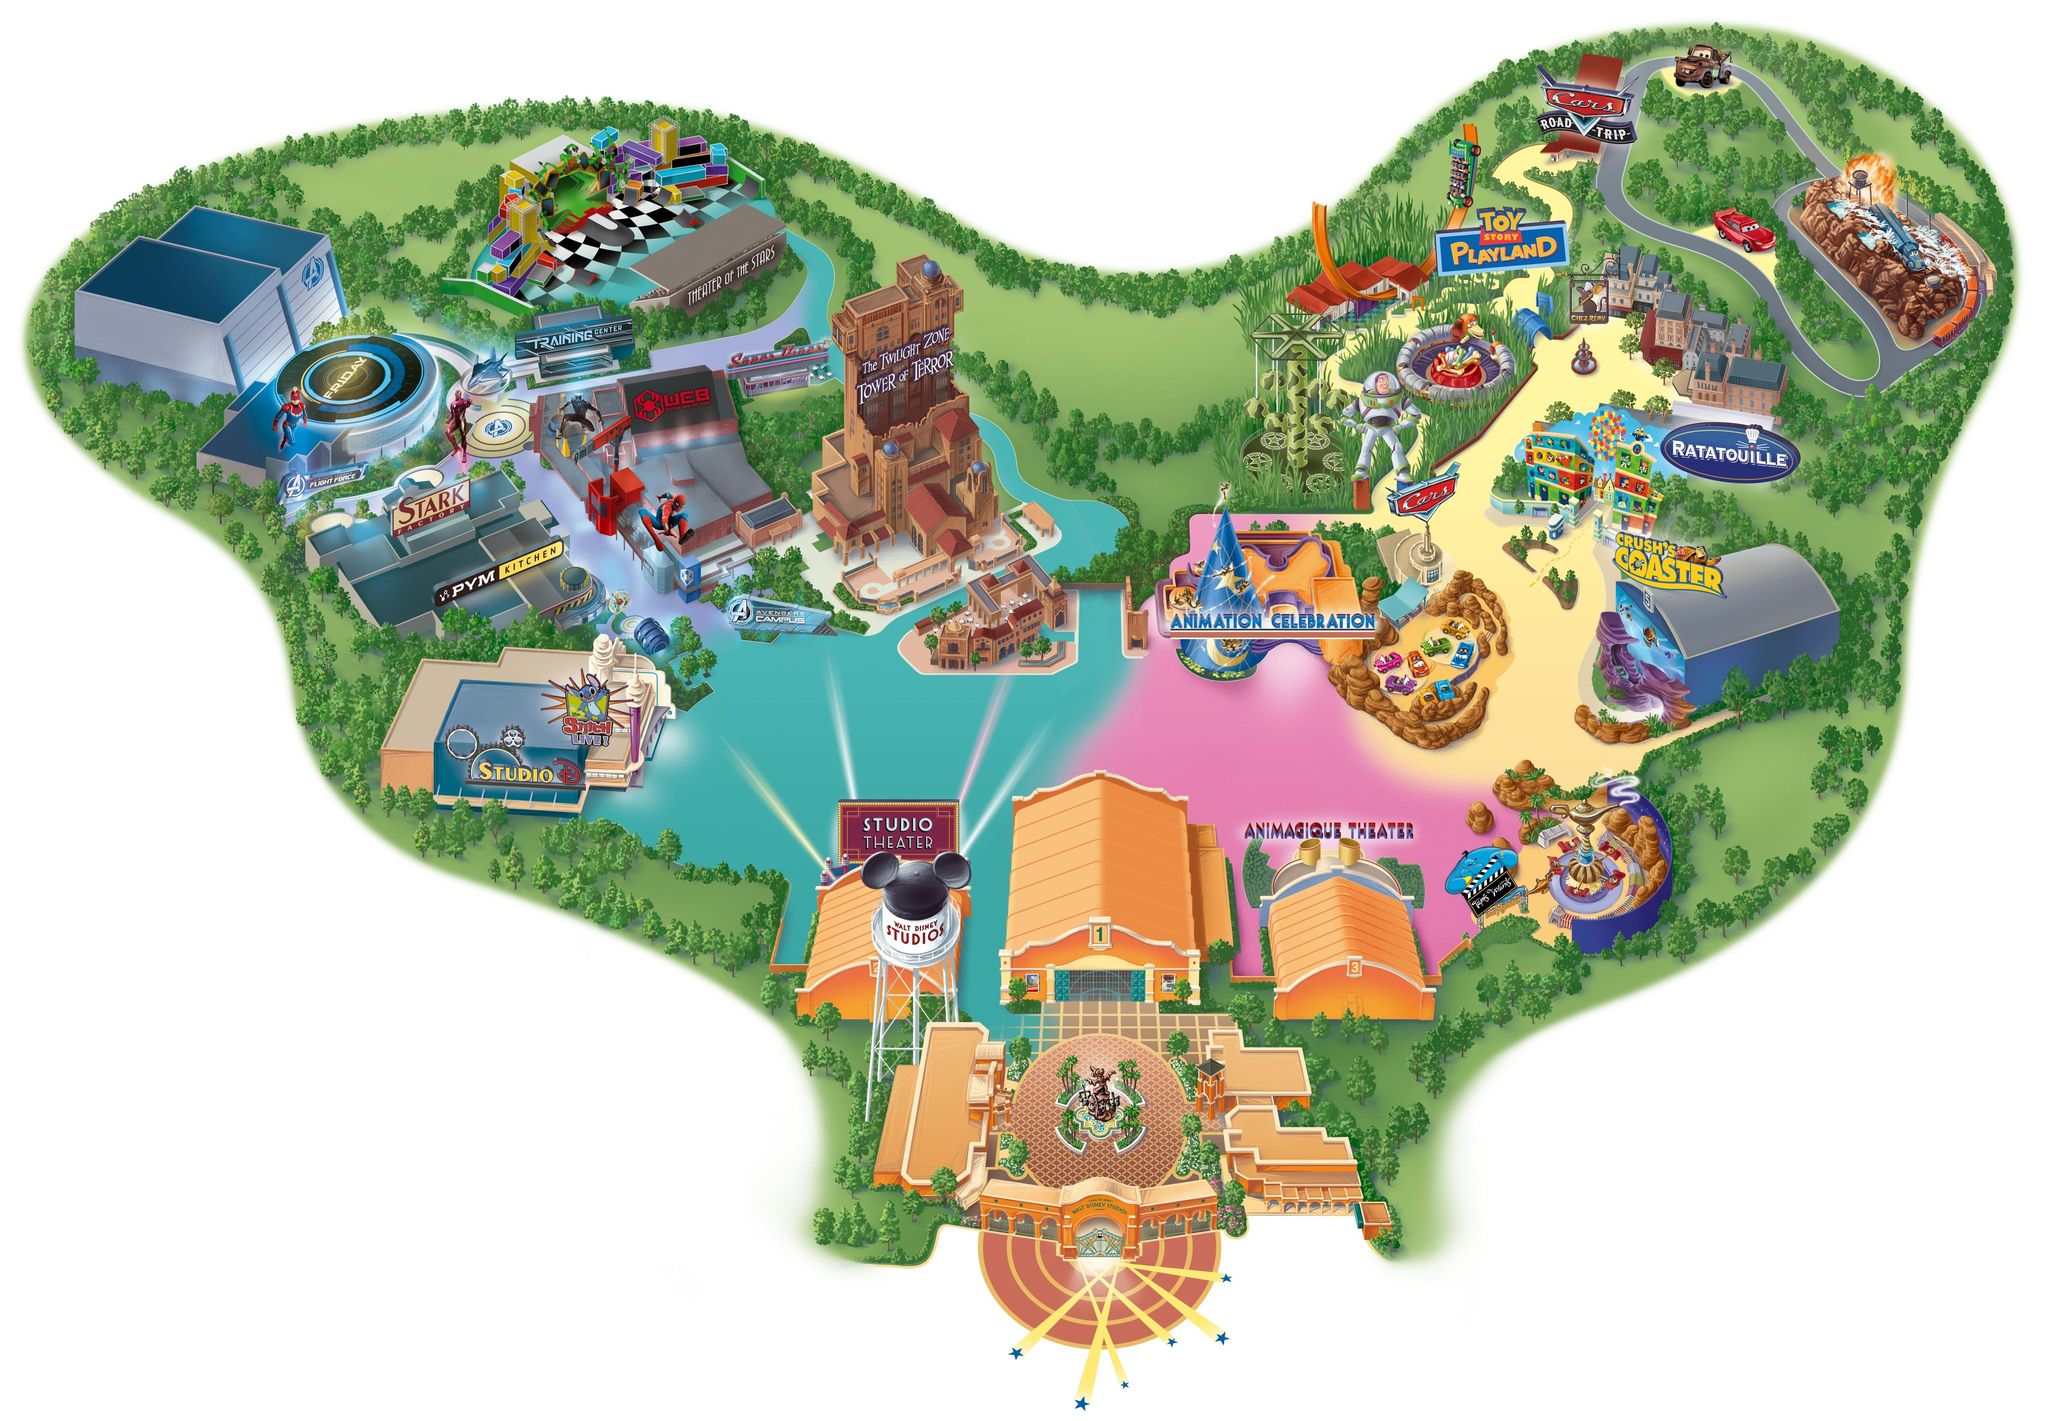 Cars
ROAD TRIP
TOY
STORY
PLAYLAND
THEATER OF THE STARS
CHEZ REMY
TRAINING CENTER
FRIDAY
The TWILIGHT ZONE
TOWER OF TERROR
WEB
FLIGHT FORCE
STARK
FACTORY
RATATOUILLE
Cars
PYM KITCHEN
CRUSH'S
COASTER
AVENGERS
CAMPUS
ANIMATION CELEBRATION
Stitch
LIVE!
STUDIO D
STUDIO
THEATER
ANIMAGIQUE THEATER
WALT DISNEY
STUDIOS
1
2
3
WALT DISNEY STUDIOS